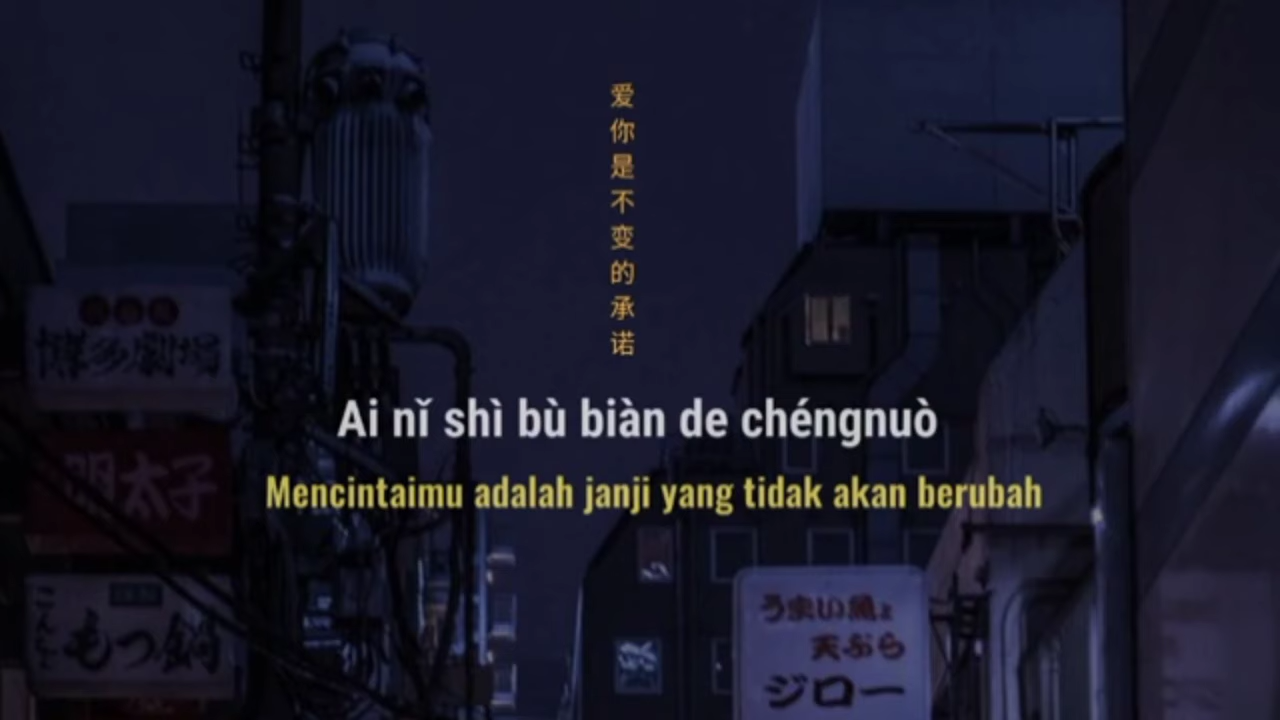 爱你是不变的承诺
Ai nǐ shì bù biàn de chéngnuò
Mencintaimu adalah janji yang tidak akan berubah
博多劇場
明太子
もつ鍋
うまい魚と
天ぷら
ジロー